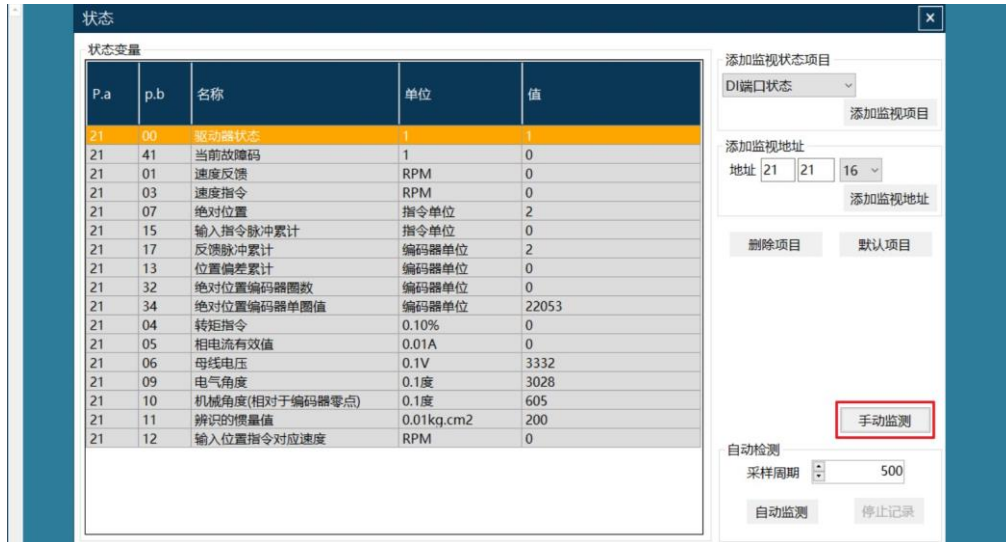 状态
状态变量
P.a p.b 名称 单位 值
21 00 驱动器状态 1 1
21 41 当前故障码 1 0
21 01 速度反馈 RPM 0
21 03 速度指令 RPM 0
21 07 绝对位置 指令单位 2
21 15 输入指令脉冲累计 指令单位 0
21 17 反馈脉冲累计 编码器单位 2
21 13 位置偏差累计 编码器单位 0
21 32 绝对位置编码器圈数 编码器单位 0
21 34 绝对位置编码器单圈值 编码器单位 22053
21 04 转矩指令 0.10% 0
21 05 相电流有效值 0.01A 0
21 06 母线电压 0.1V 3332
21 09 电气角度 0.1度 3028
21 10 机械角度(相对于编码器零点) 0.1度 605
21 11 辨识的惯量值 0.01kg.cm2 200
21 12 输入位置指令对应速度 RPM 0
添加监视状态项目
DI端口状态
添加监视项目
添加监视地址
地址 21 21 16
添加监视地址
删除项目 默认项目
手动监测
自动检测
采样周期 500
自动监测 停止记录